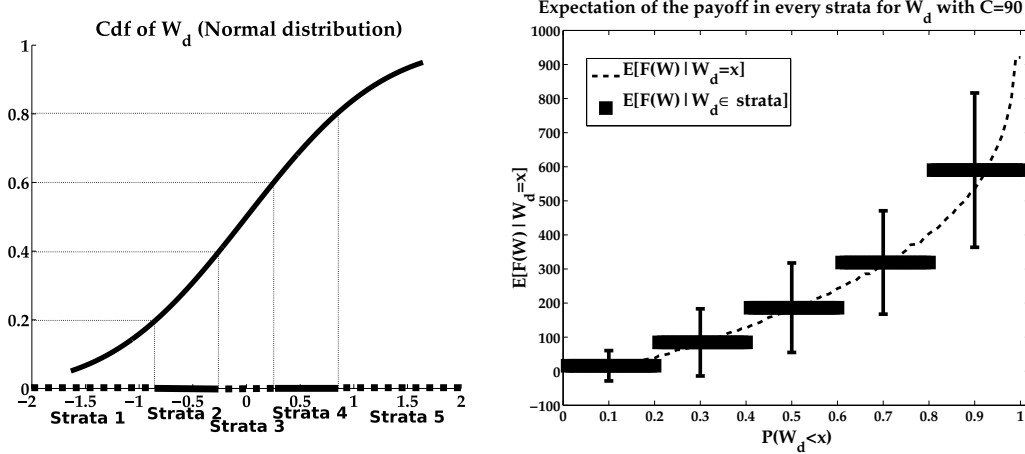 Cdf of W_d (Normal distribution)
1
0.8
0.6
0.4
0.2
0
−2 −1.5 −1 −0.5 0 0.5 1 1.5 2
Strata 1 Strata 2 Strata 3 Strata 4 Strata 5
Expectation of the payoff in every strata for W_d with C=90
E[F(W) | W_d=x]
E[F(W) | W_d∈ strata]
1000
900
800
700
600
500
400
300
200
100
0
−100
E[F(W) | W_d=x]
0 0.1 0.2 0.3 0.4 0.5 0.6 0.7 0.8 0.9 1
P(W_d<x)